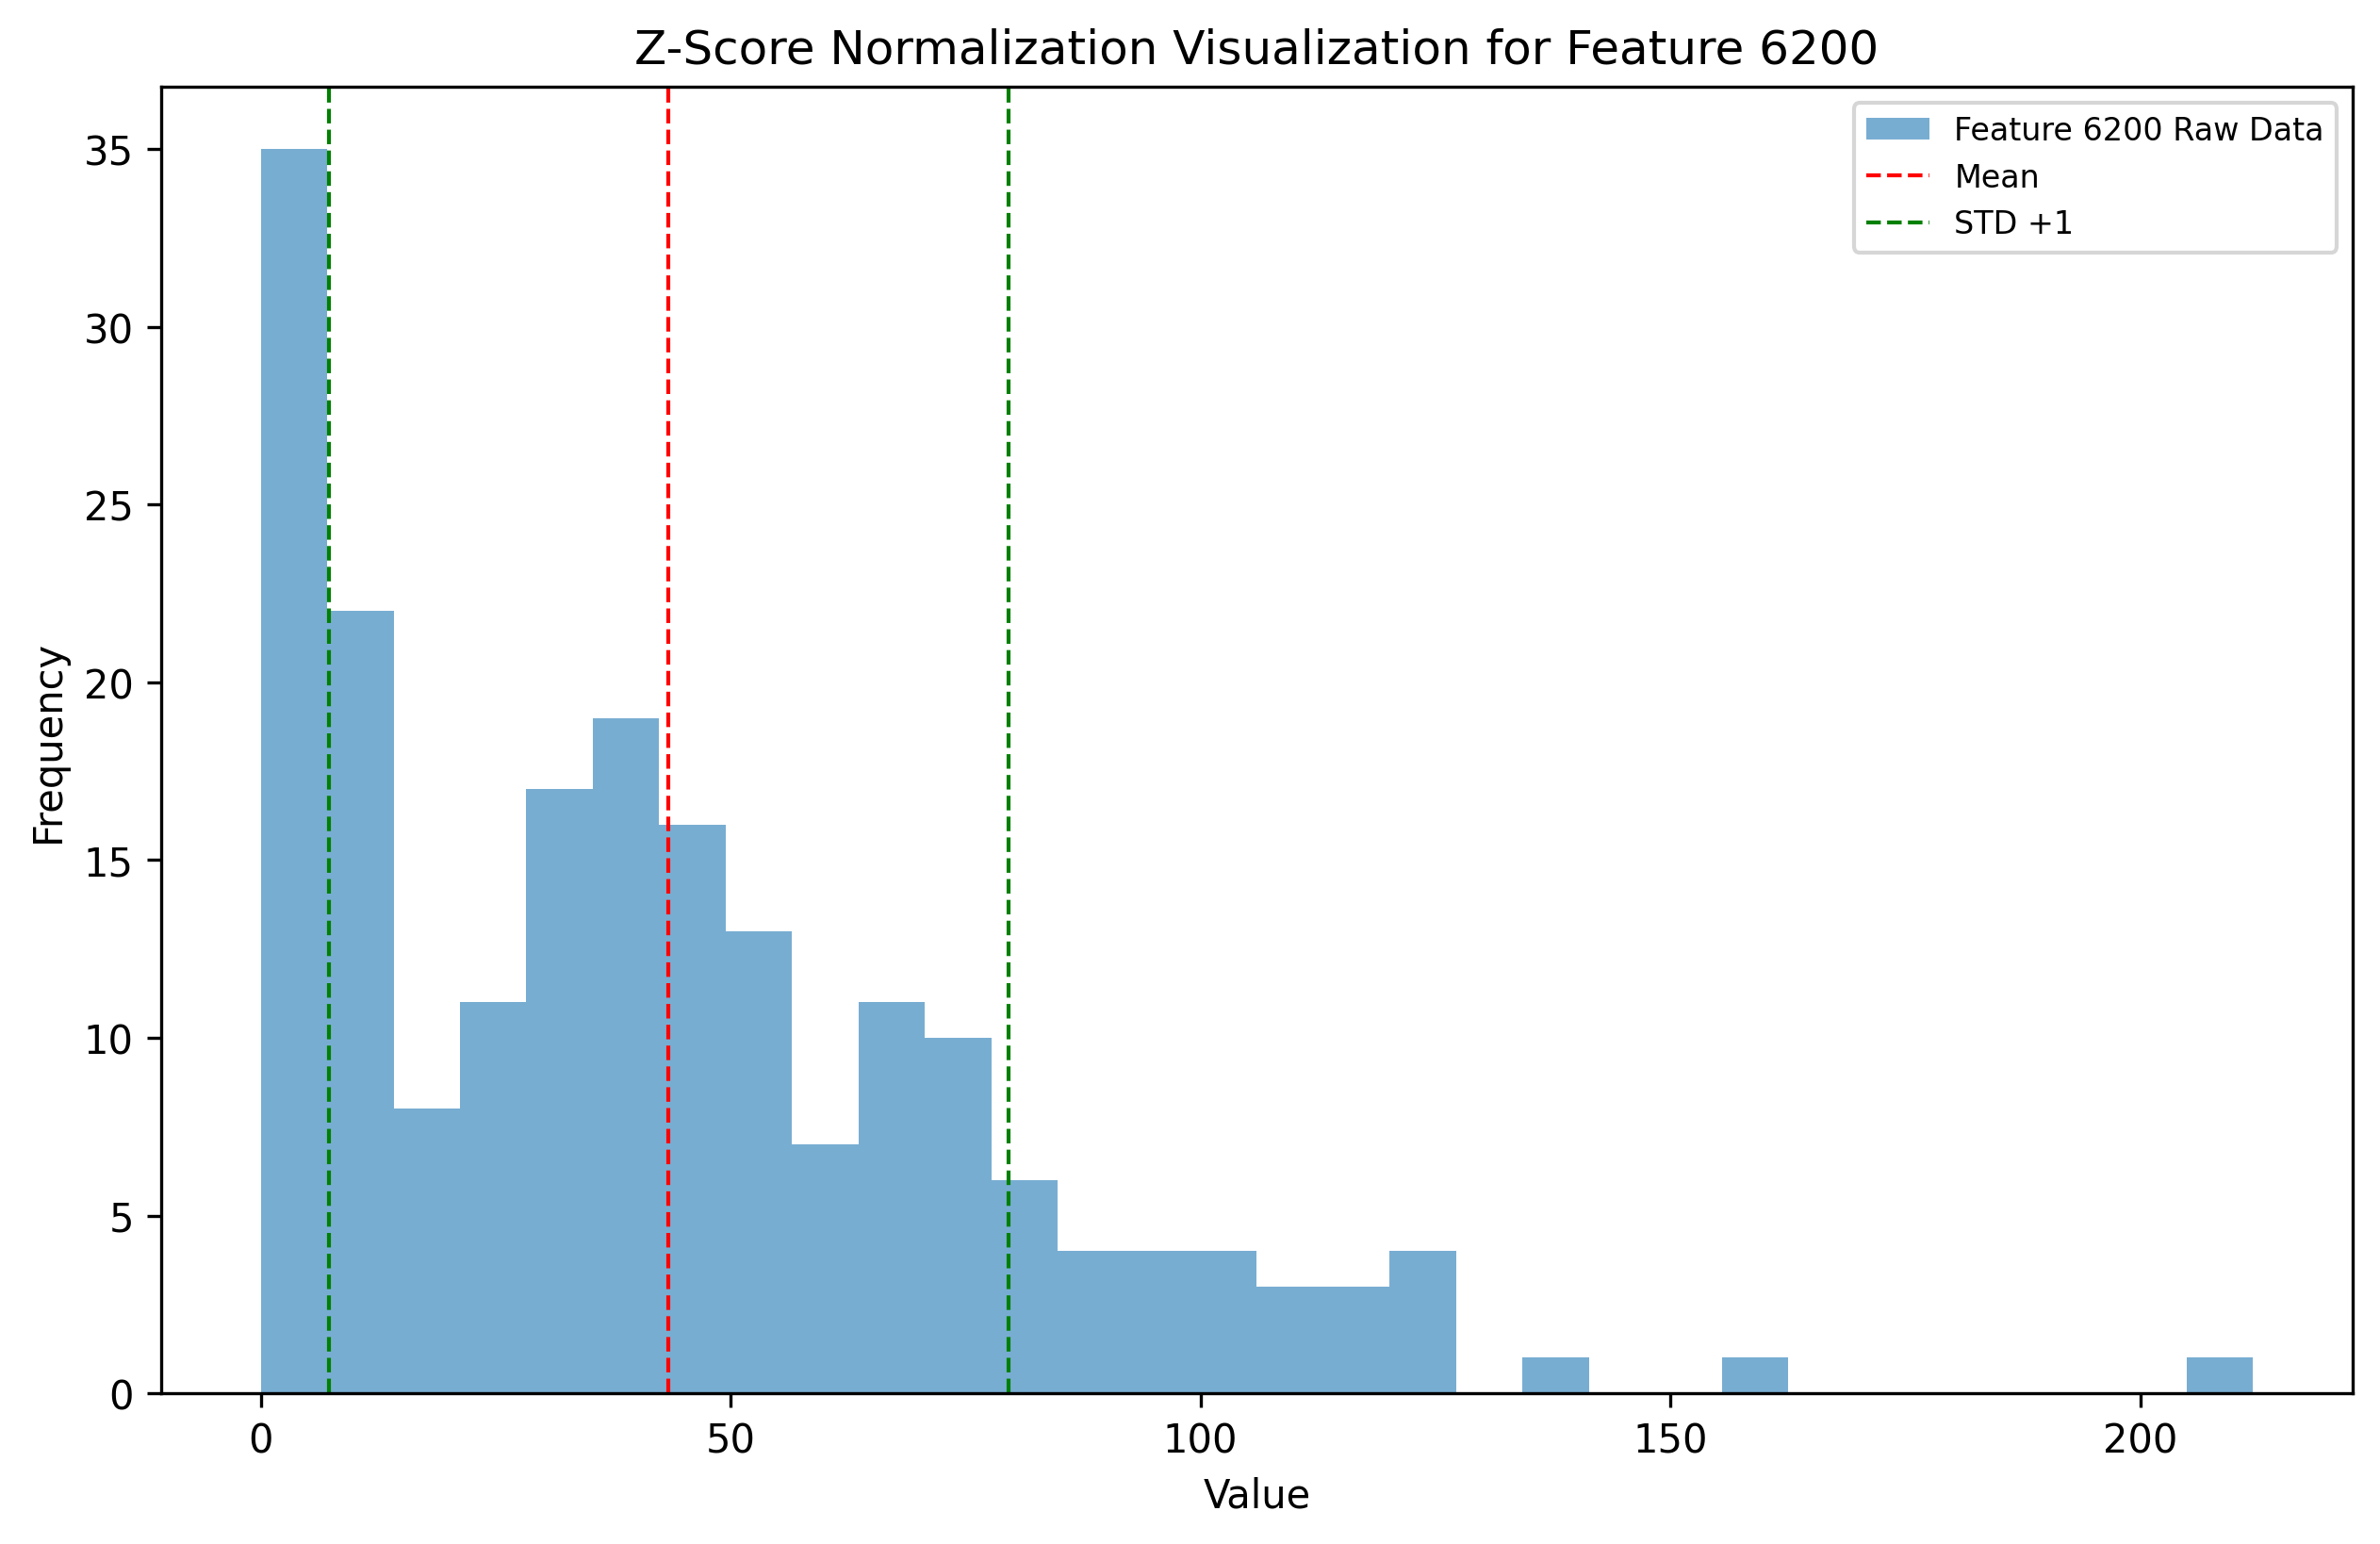 Z-Score Normalization Visualization for Feature 6200
Feature 6200 Raw Data
Mean
STD +1
35
30
25
20
15
10
5
0
Frequency
0 50 100 150 200
Value